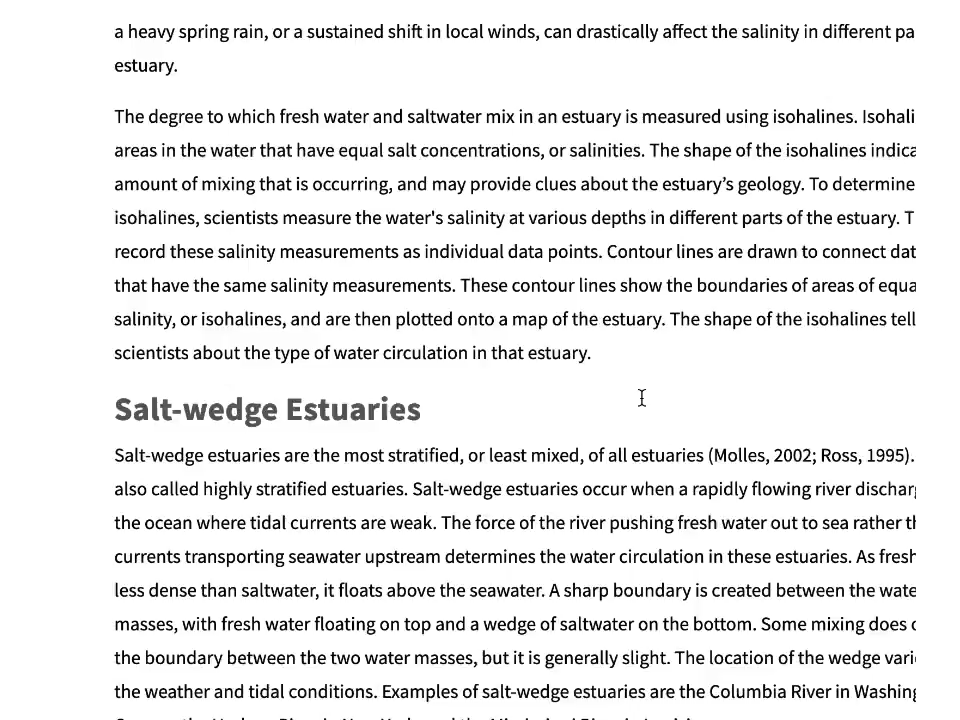 a heavy spring rain, or a sustained shift in local winds, can drastically affect the salinity in different pa
estuary.
The degree to which fresh water and saltwater mix in an estuary is measured using isohalines. Isohali
areas in the water that have equal salt concentrations, or salinities. The shape of the isohalines indica
amount of mixing that is occurring, and may provide clues about the estuary’s geology. To determine
isohalines, scientists measure the water's salinity at various depths in different parts of the estuary. T
record these salinity measurements as individual data points. Contour lines are drawn to connect dat
that have the same salinity measurements. These contour lines show the boundaries of areas of equa
salinity, or isohalines, and are then plotted onto a map of the estuary. The shape of the isohalines tell
scientists about the type of water circulation in that estuary.
Salt-wedge Estuaries
Salt-wedge estuaries are the most stratified, or least mixed, of all estuaries (Molles, 2002; Ross, 1995).
also called highly stratified estuaries. Salt-wedge estuaries occur when a rapidly flowing river dischar
the ocean where tidal currents are weak. The force of the river pushing fresh water out to sea rather th
currents transporting seawater upstream determines the water circulation in these estuaries. As fresh
less dense than saltwater, it floats above the seawater. A sharp boundary is created between the wate
masses, with fresh water floating on top and a wedge of saltwater on the bottom. Some mixing does
the boundary between the two water masses, but it is generally slight. The location of the wedge vari
the weather and tidal conditions. Examples of salt-wedge estuaries are the Columbia River in Washing